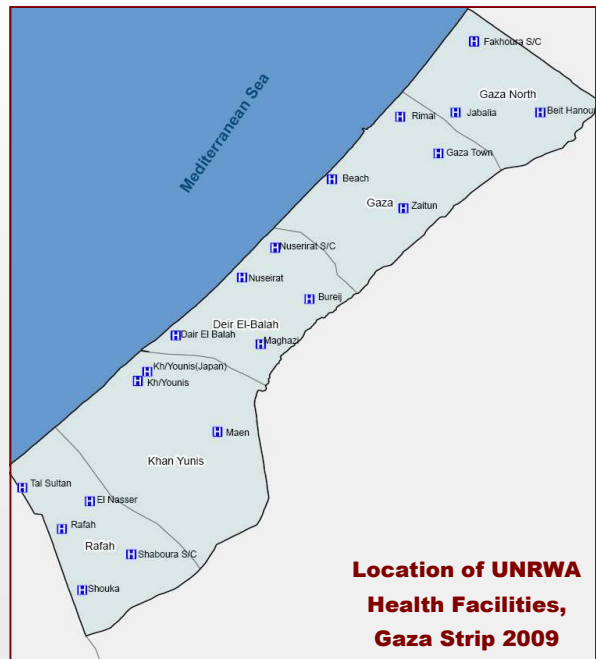 Fakhoura S/C
Mediterranean Sea
Gaza North
Rimal
Jabalia
Beit Hanoun
Gaza Town
Beach
Gaza
Zaitun
Nuserirat S/C
Nuseirat
Bureij
Deir El-Balah
Dair El Balah
Maghazi
Kh/Younis(Japan)
Kh/Younis
Maen
Khan Yunis
Tal Sultan
El Nasser
Rafah
Rafah
Shaboura S/C
Shouka
Location of UNRWA
Health Facilities,
Gaza Strip 2009